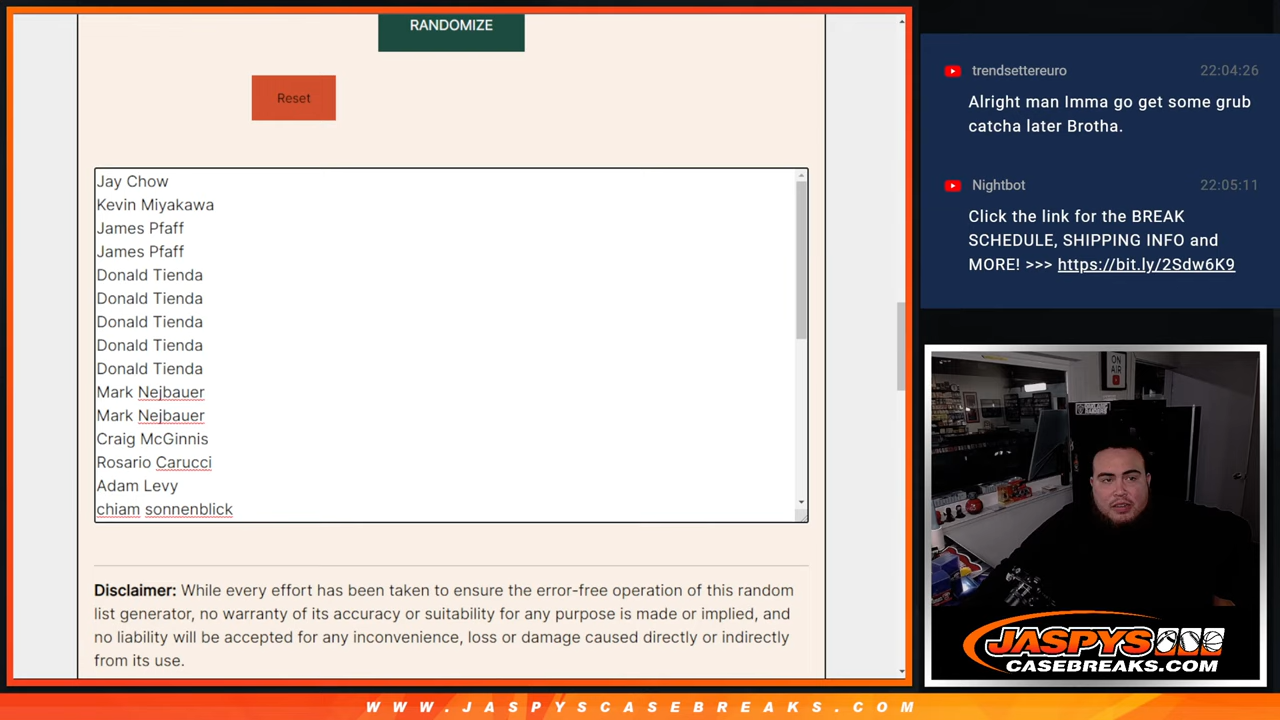 RANDOMIZE
Reset
Jay Chow
Kevin Miyakawa
James Pfaff
James Pfaff
Donald Tienda
Donald Tienda
Donald Tienda
Donald Tienda
Donald Tienda
Mark Nejbauer
Mark Nejbauer
Craig McGinnis
Rosario Carucci
Adam Levy
chiam sonnenblick
Disclaimer: While every effort has been taken to ensure the error-free operation of this random
list generator, no warranty of its accuracy or suitability for any purpose is made or implied, and
no liability will be accepted for any inconvenience, loss or damage caused directly or indirectly
from its use.
trendsettereuro 22:04:26
Alright man Imma go get some grub
catcha later Brotha.
Nightbot 22:05:11
Click the link for the BREAK
SCHEDULE, SHIPPING INFO and
MORE! >>> https://bit.ly/2Sdw6K9
ON
AIR
JASPYS
CASEBREAKS.COM
WWW.JASPYSCASEBREAKS.COM